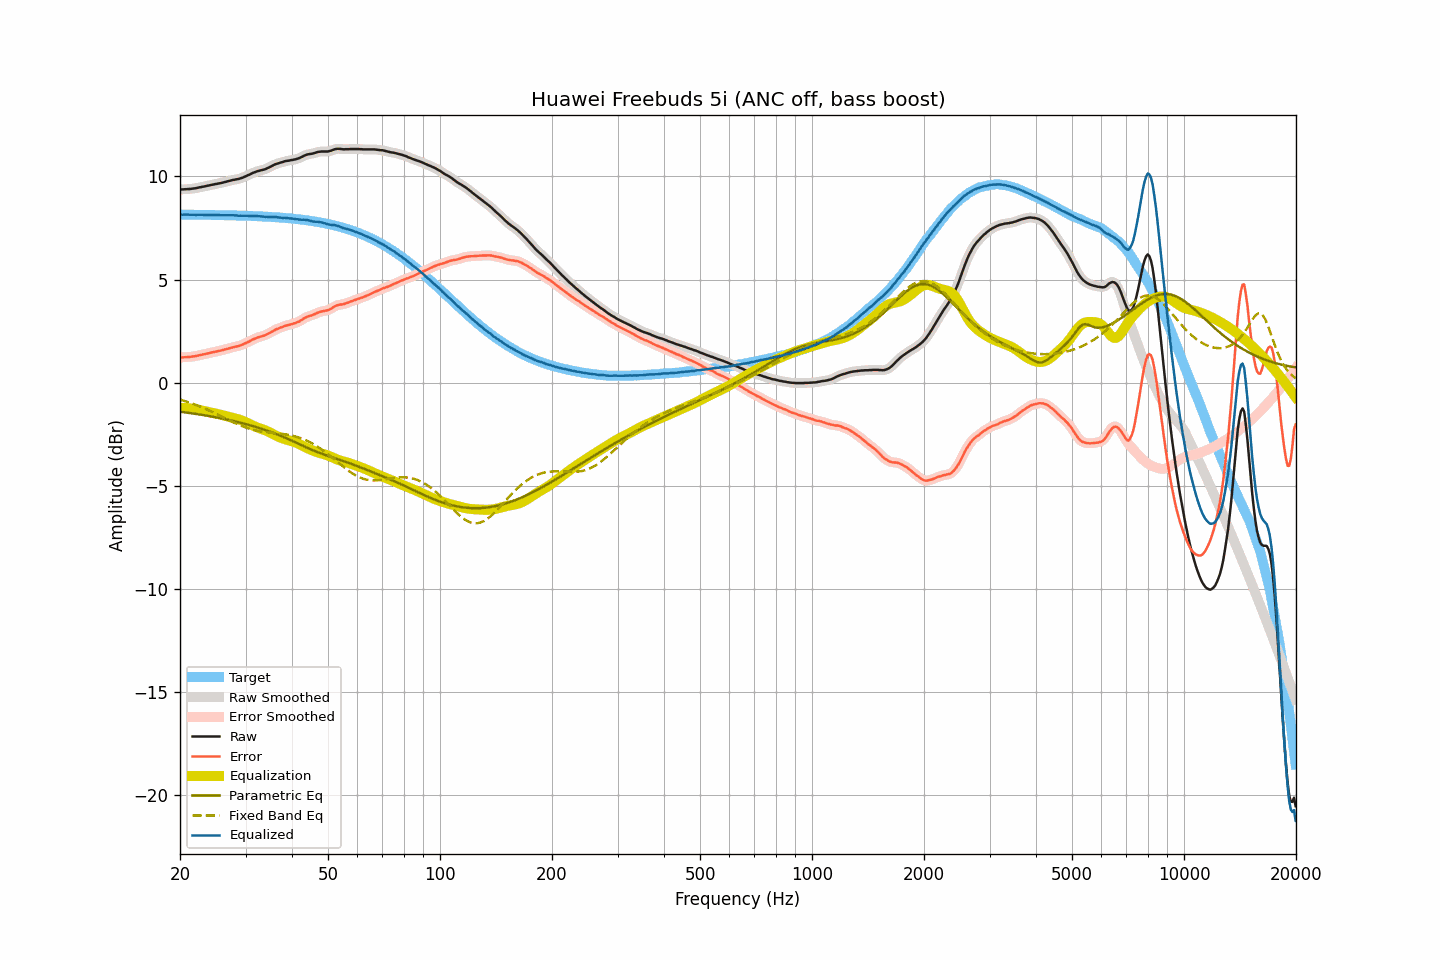 Huawei Freebuds 5i (ANC off, bass boost)
10
5
0
−5
−10
−15
−20
Amplitude (dBr)
Target
Raw Smoothed
Error Smoothed
Raw
Error
Equalization
Parametric Eq
Fixed Band Eq
Equalized
20 50 100 200 500 1000 2000 5000 10000 20000
Frequency (Hz)